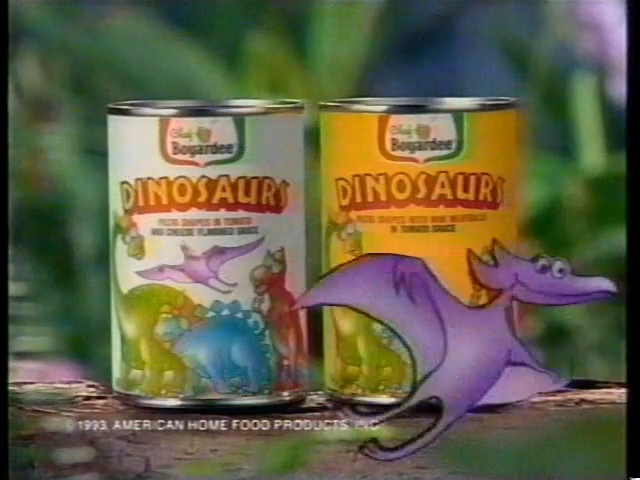 Chef
Boyardee
DINOSAURS
PASTA SHAPES IN TOMATO
AND CHEESE FLAVORED SAUCE
Chef
Boyardee
DINOSAURS
PASTA SHAPES WITH MINI MEATBALLS
IN TOMATO SAUCE
©1993, AMERICAN HOME FOOD PRODUCTS, INC.